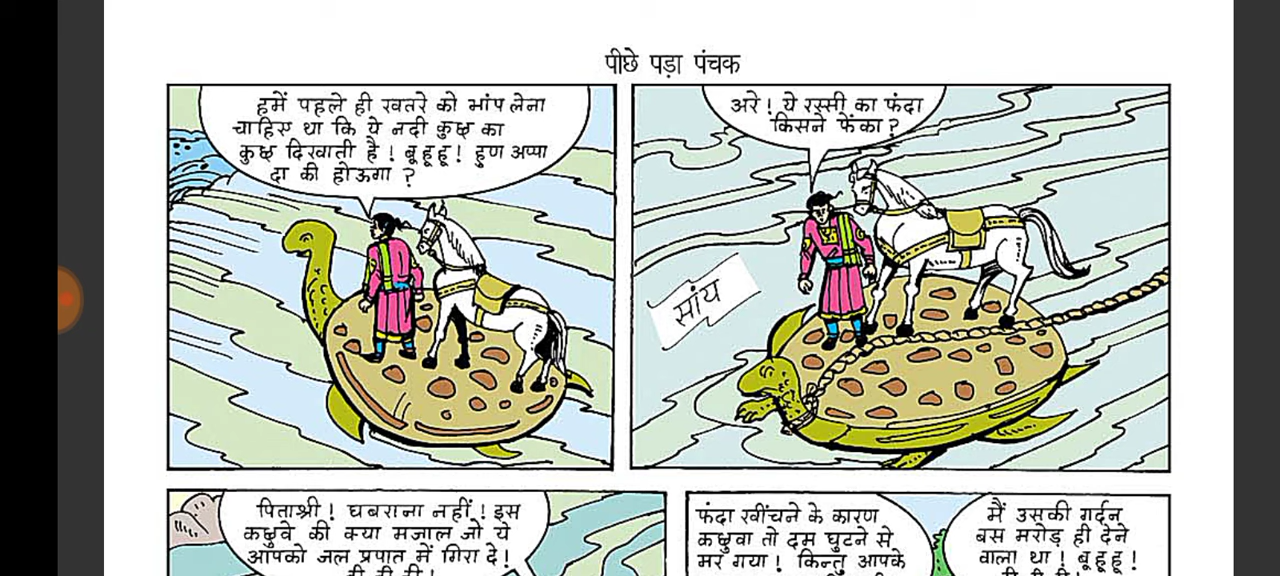 पीछे पड़ा पंचक
हमें पहले ही खतरे को भांप लेना
चाहिए था कि ये नदी कुछ का
कुछ दिखाती है! बूहूहू! हुण अप्पा
दा की होऊगा?
अरे! ये रस्सी का फंदा
किसने फेंका?
सांय
पिताश्री! घबराना नहीं! इस
कछुवे की क्या मजाल जो ये
आपको जल प्रपात में गिरा दे!
फंदा खींचने के कारण
कछुवा तो दम घुटने से
मर गया! किन्तु आपके
मैं उसकी गर्दन
बस मरोड़ ही देने
वाला था! बूहूहू!